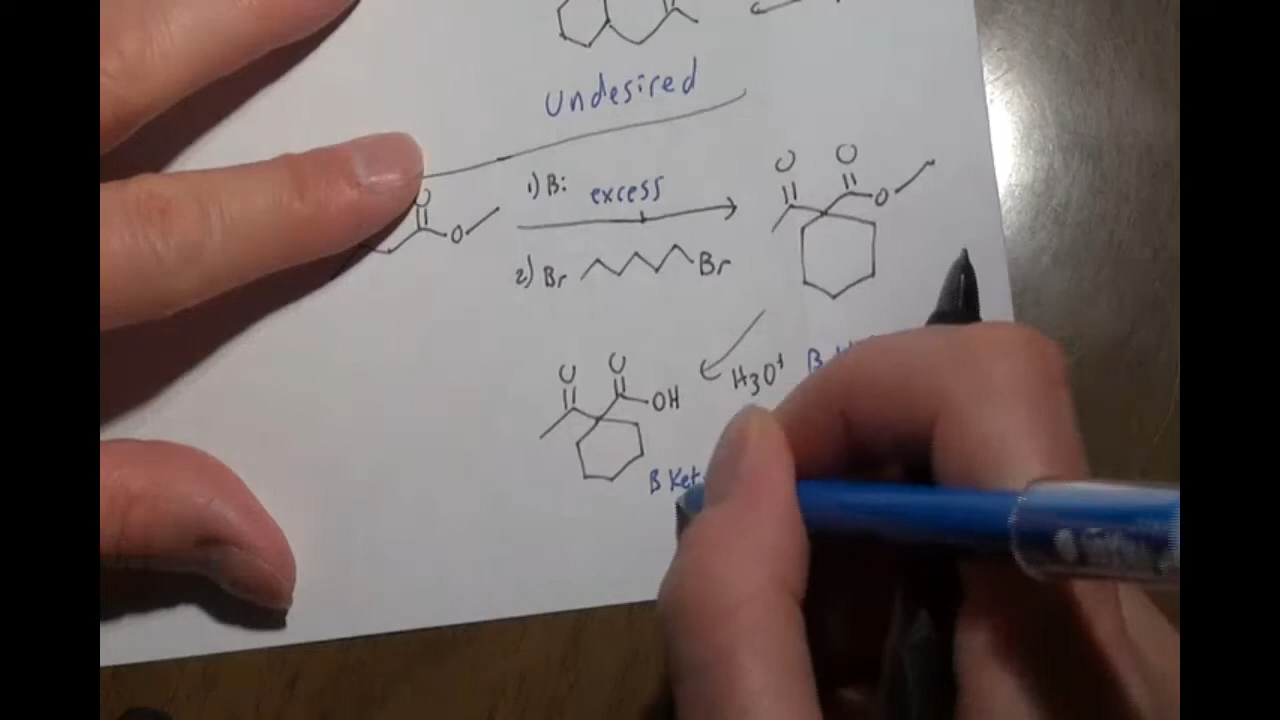 undesired
1) B: excess
2) Br Br
O
O
O O
O
H3O+ B
O O
OH
B Ket